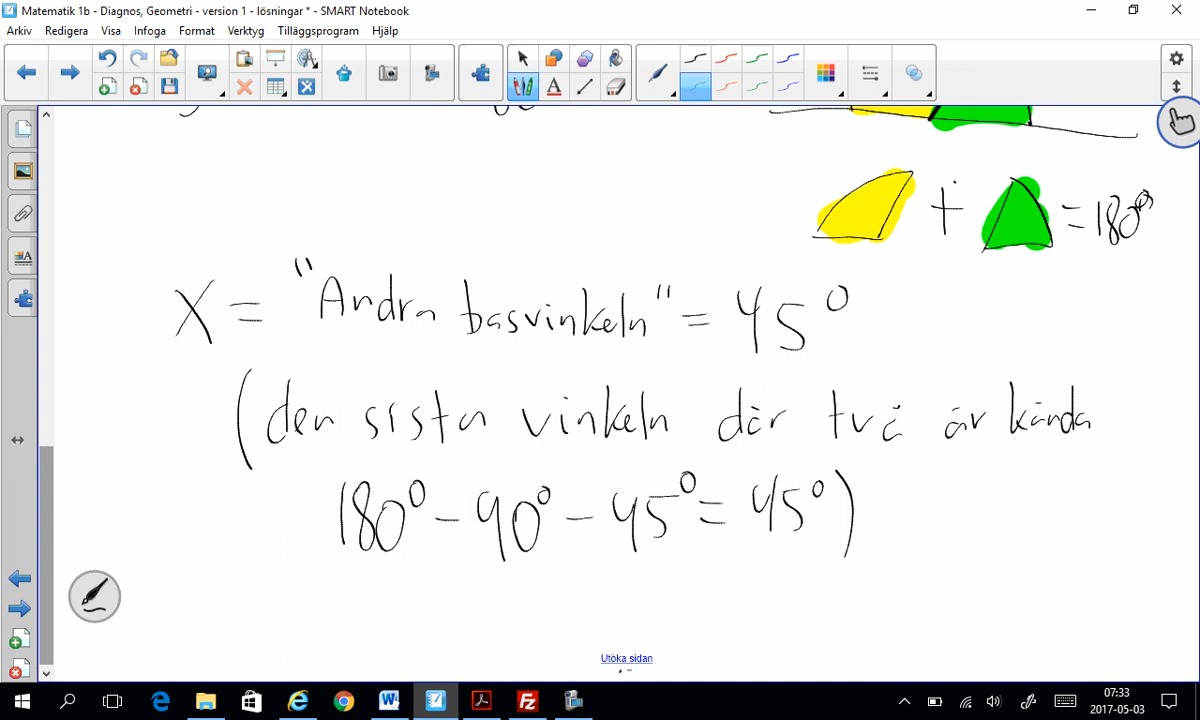 Matematik 1b - Diagnos, Geometri - version 1 - lösningar * - SMART Notebook
Arkiv Redigera Visa Infoga Format Verktyg Tilläggsprogram Hjälp
+ = 180°
X = "Andra basvinkeln" = 45°
(den sista vinkeln där två är kända
180° - 90° - 45° = 45°)
Utöka sidan
07:33
2017-05-03